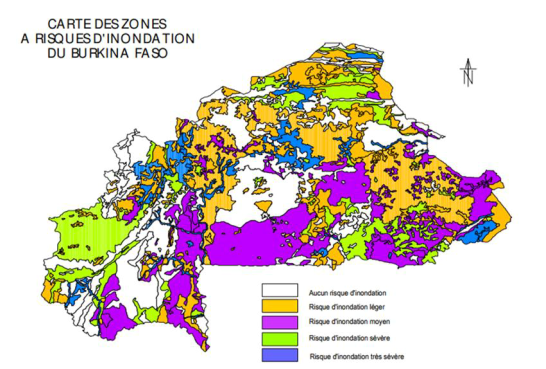 CARTE DES ZONES
A RISQUES D'INONDATION
DU BURKINA FASO
N
Aucun risque d'inondation
Risque d'inondation léger
Risque d'inondation moyen
Risque d'inondation sévère
Risque d'inondation très sévère